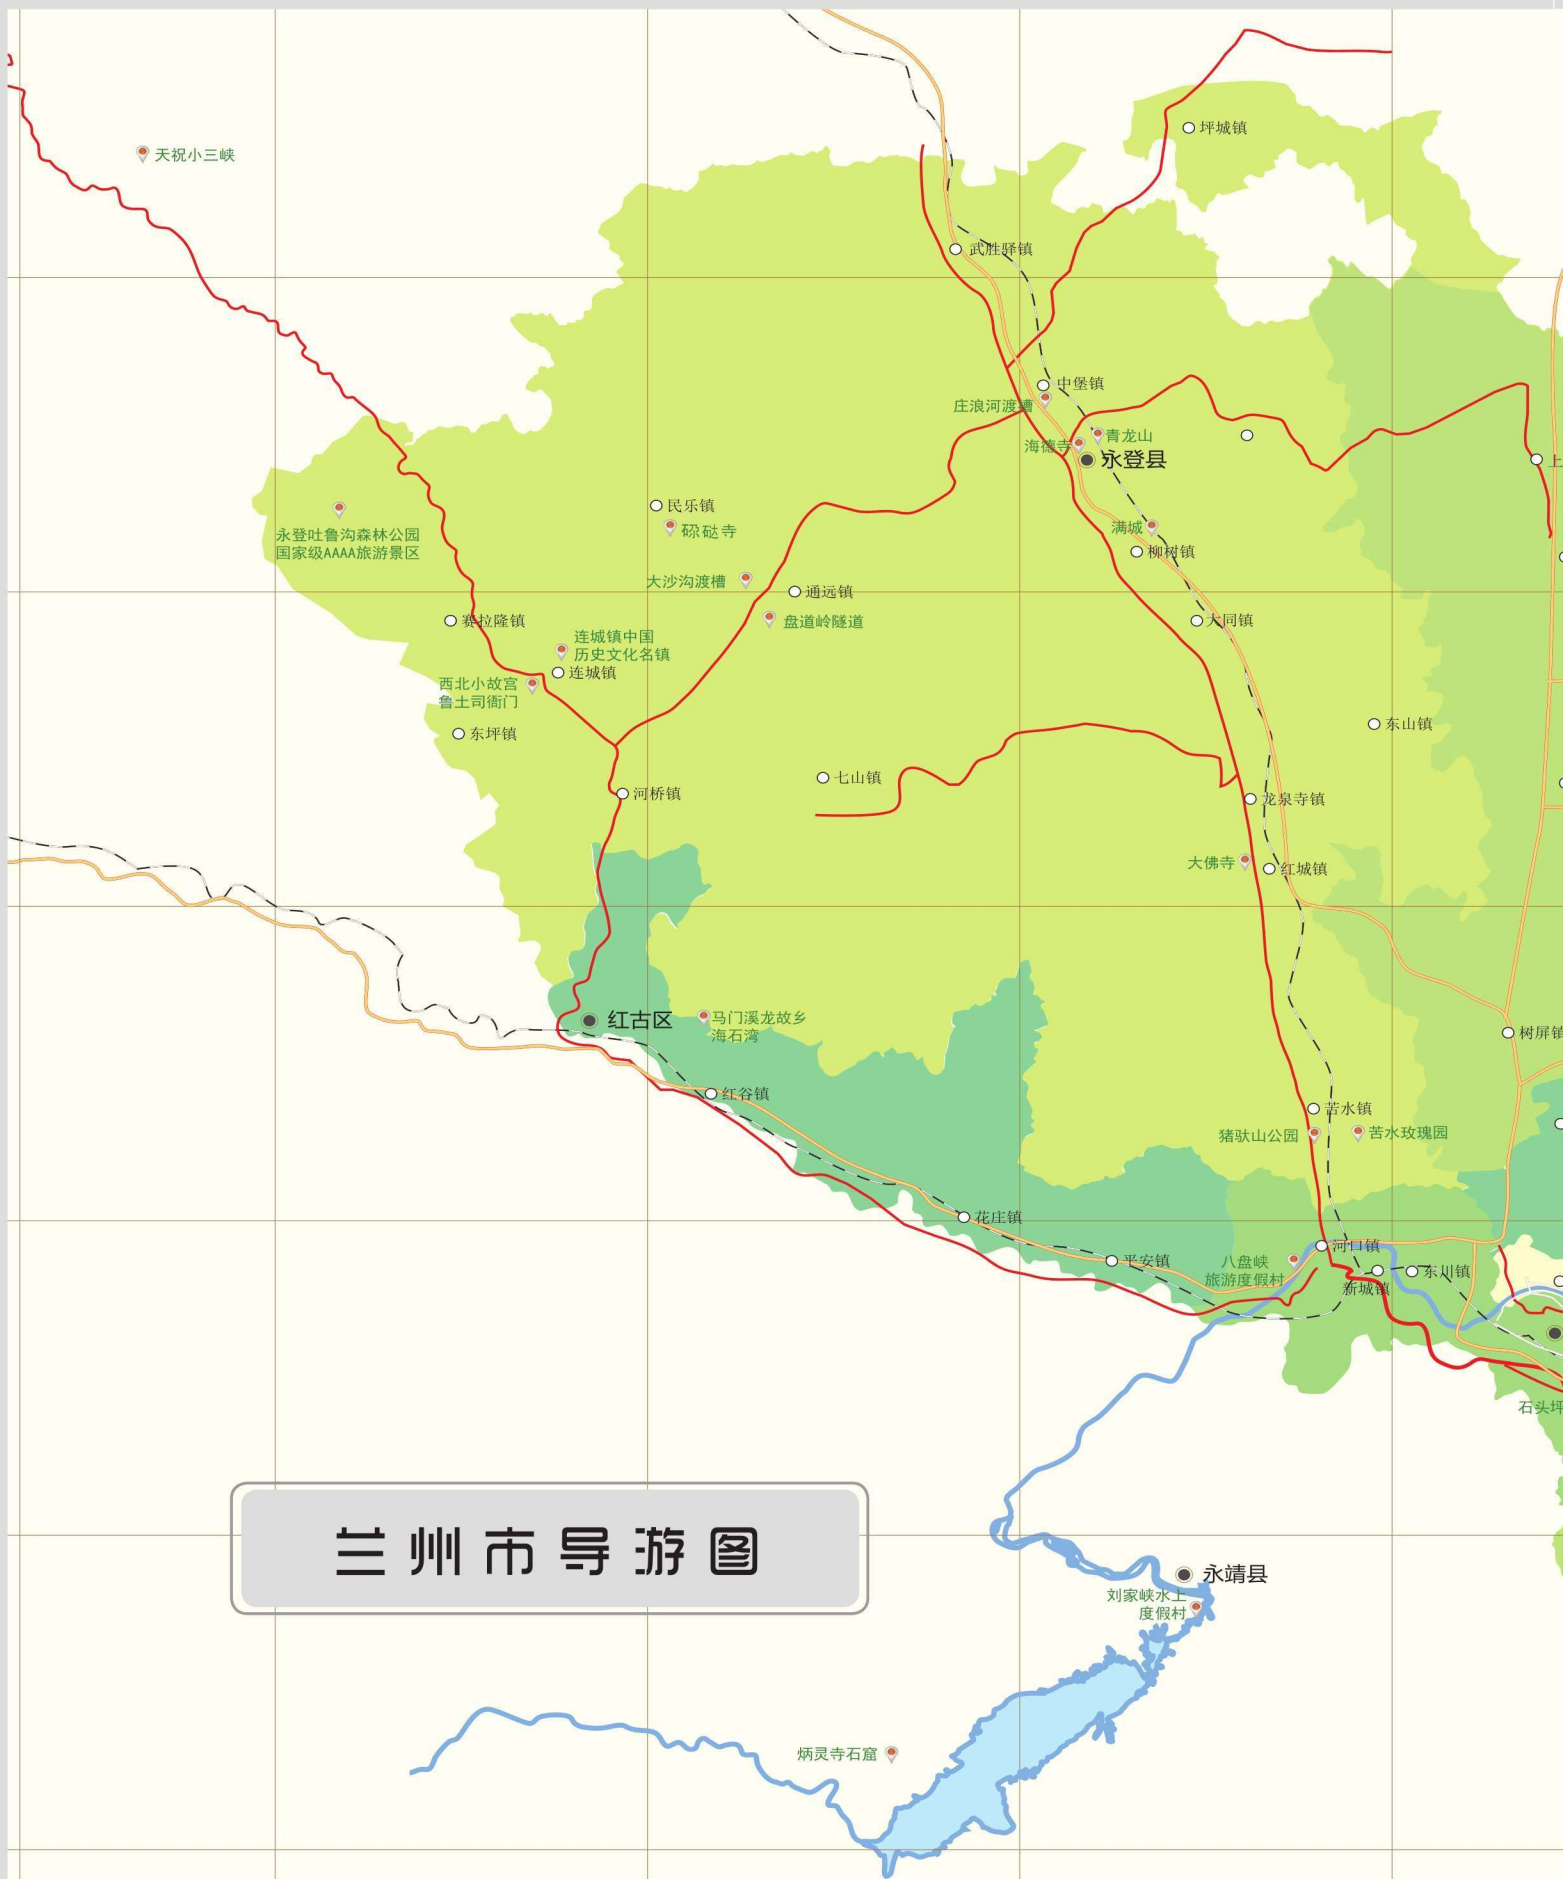 坪城镇
天祝小三峡
武胜驿镇
中堡镇
庄浪河渡槽
青龙山
海德寺
永登县
上
民乐镇
永登吐鲁沟森林公园
国家级AAAA旅游景区
满城
柳树镇
大沙沟渡槽
通远镇
赛拉隆镇
盘道岭隧道
大同镇
连城镇中国
历史文化名镇
连城镇
西北小故宫
鲁土司衙门
东坪镇
东山镇
七山镇
河桥镇
龙泉寺镇
大佛寺
红城镇
红古区
马门溪龙故乡
海石湾
树屏镇
红谷镇
苦水镇
猪驮山公园
苦水玫瑰园
花庄镇
河口镇
平安镇
八盘峡
旅游度假村
东川镇
新城镇
石头坪
兰州市导游图
永靖县
刘家峡水上
度假村
炳灵寺石窟